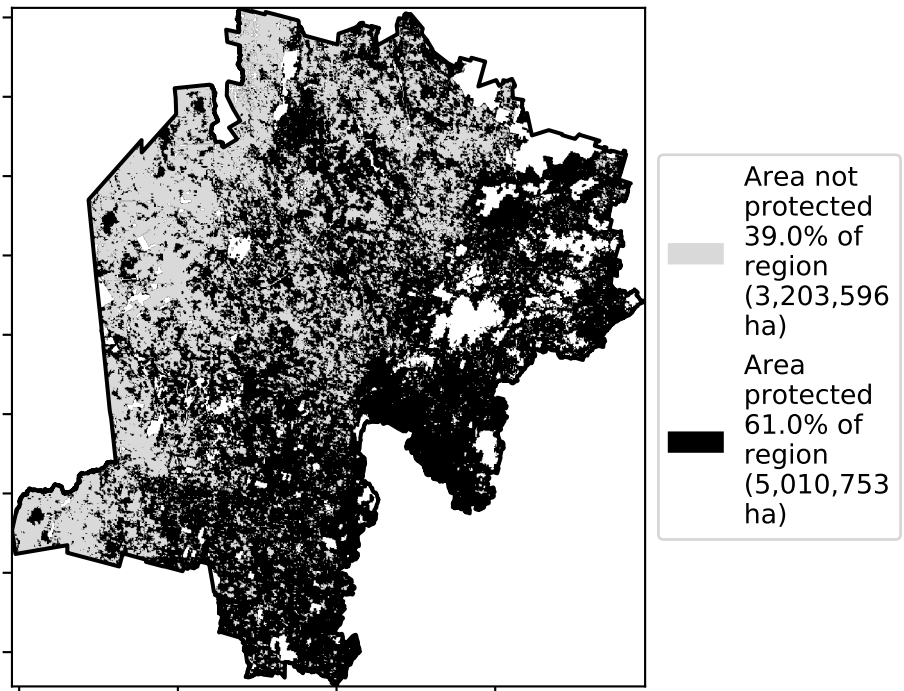 Area not
protected
39.0% of
region
(3,203,596
ha)
Area
protected
61.0% of
region
(5,010,753
ha)